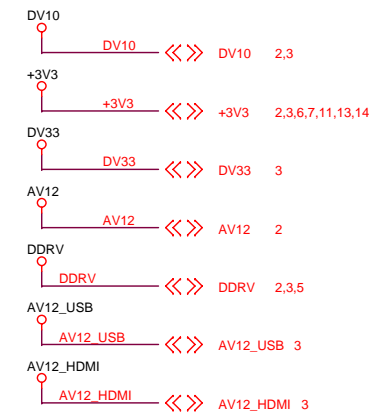 DV10
DV10 DV10 2,3
+3V3
+3V3 +3V3 2,3,6,7,11,13,14
DV33
DV33 DV33 3
AV12
AV12 AV12 2
DDRV
DDRV DDRV 2,3,5
AV12_USB
AV12_USB AV12_USB 3
AV12_HDMI
AV12_HDMI AV12_HDMI 3